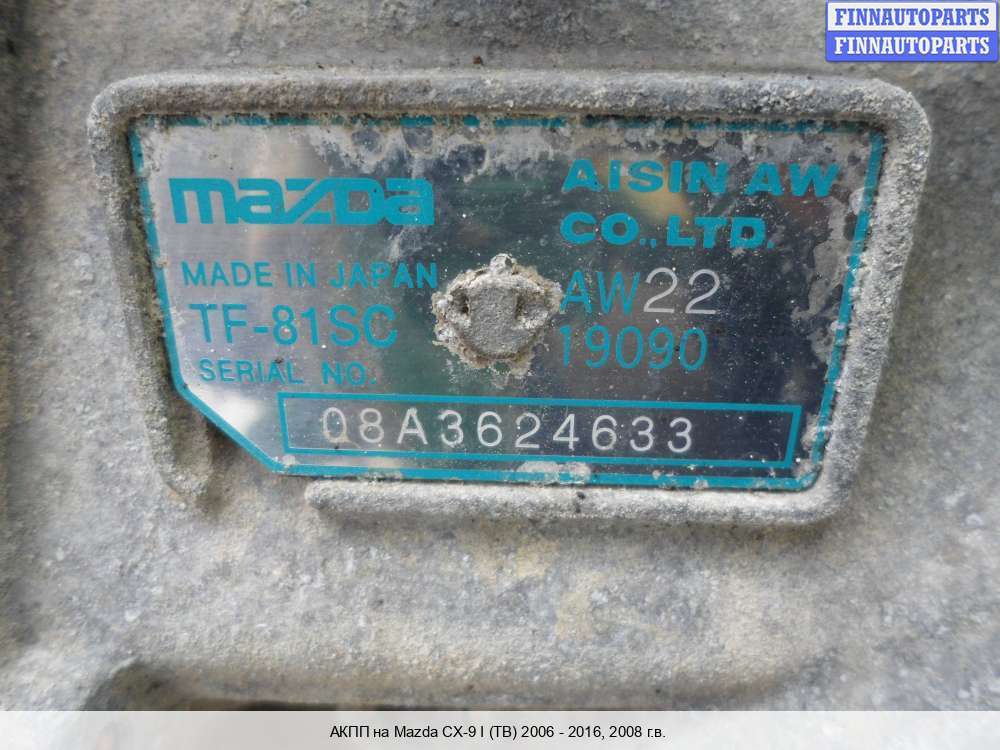 FINNAUTOPARTS
FINNAUTOPARTS
mazda
AISIN AW
CO., LTD.
MADE IN JAPAN
AW22
TF-81SC
19090
SERIAL NO.
08A3624633
АКПП на Mazda CX-9 I (TB) 2006 - 2016, 2008 г.в.